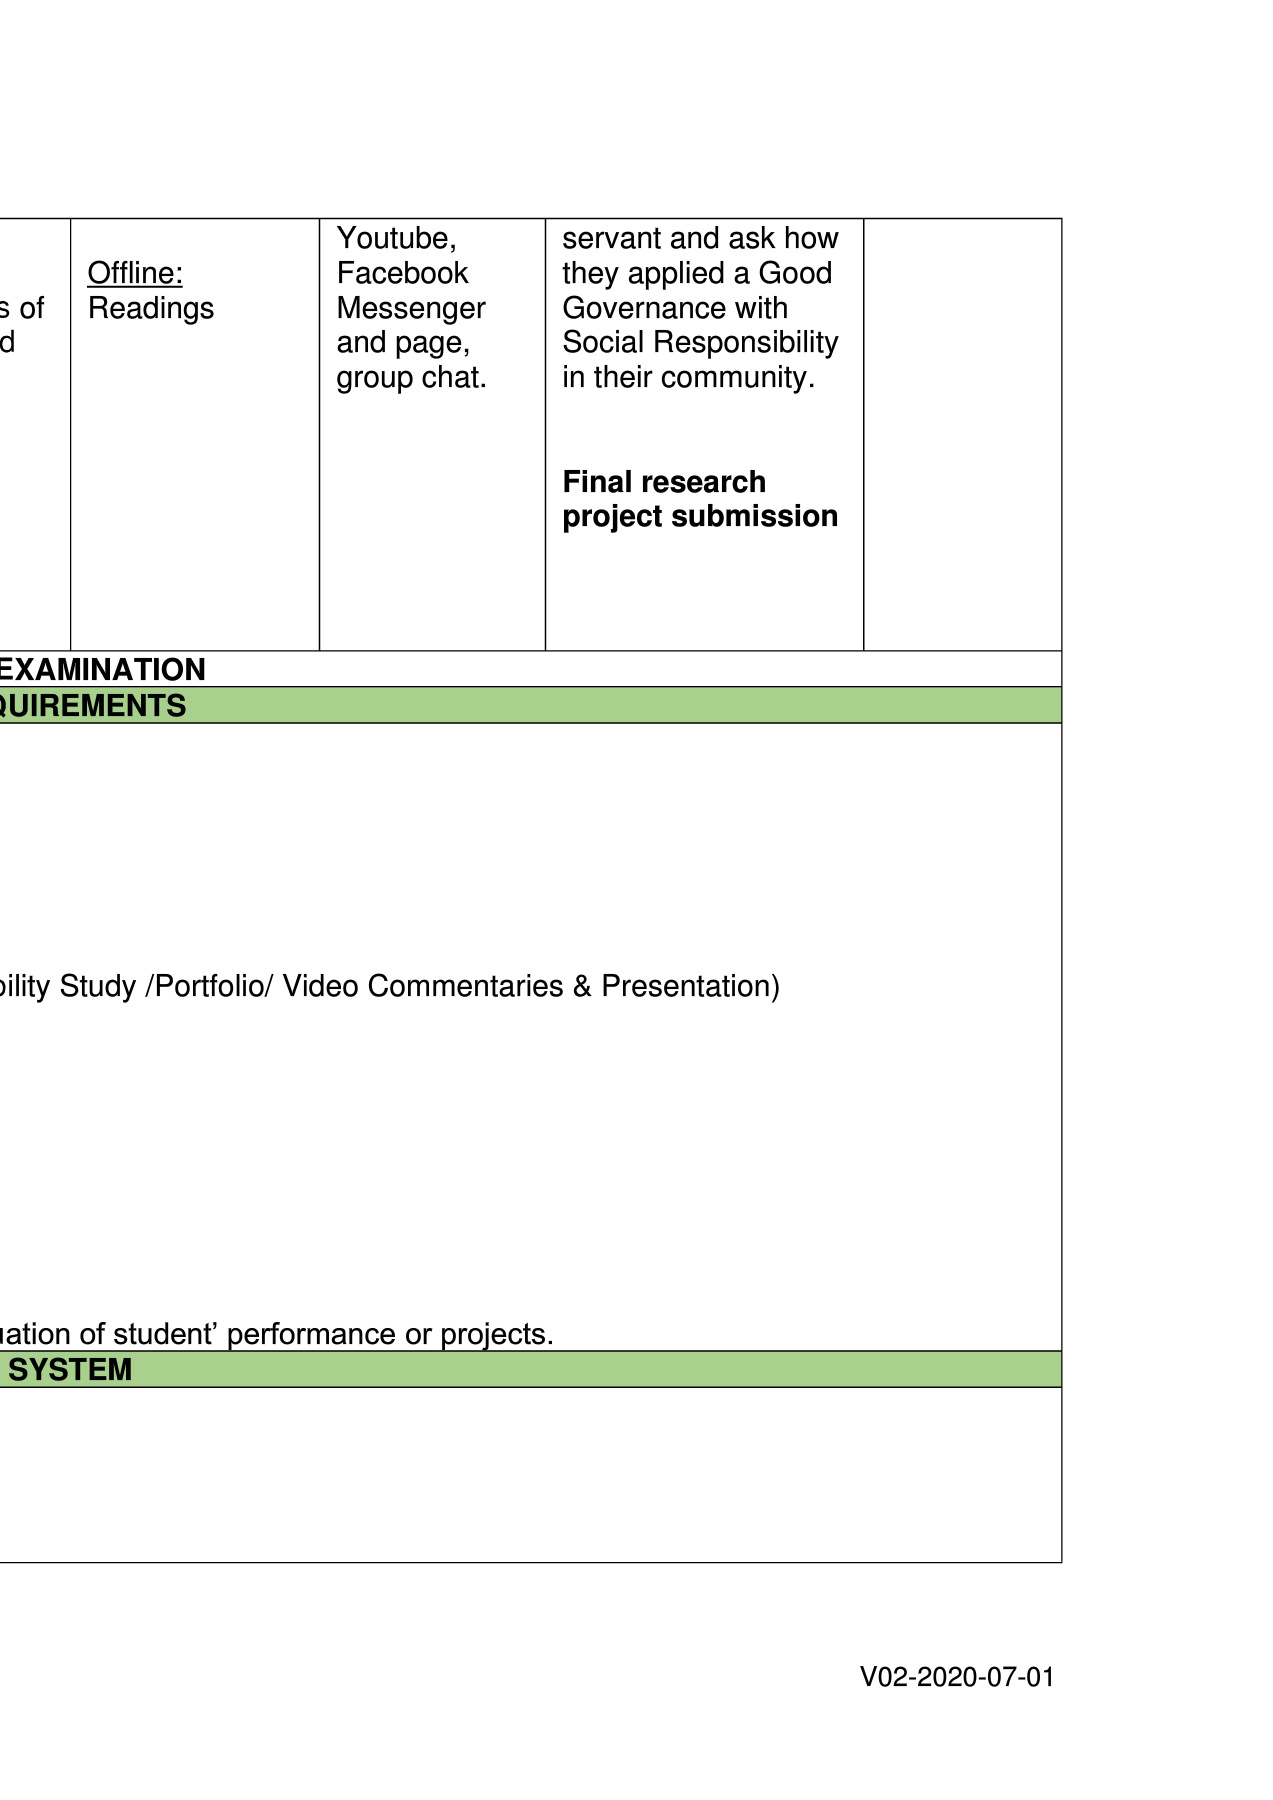 s of
d
Offline:
Readings
Youtube,
Facebook
Messenger
and page,
group chat.
servant and ask how
they applied a Good
Governance with
Social Responsibility
in their community.
Final research
project submission
EXAMINATION
QUIREMENTS
bility Study /Portfolio/ Video Commentaries & Presentation)
uation of student’ performance or projects.
SYSTEM
V02-2020-07-01